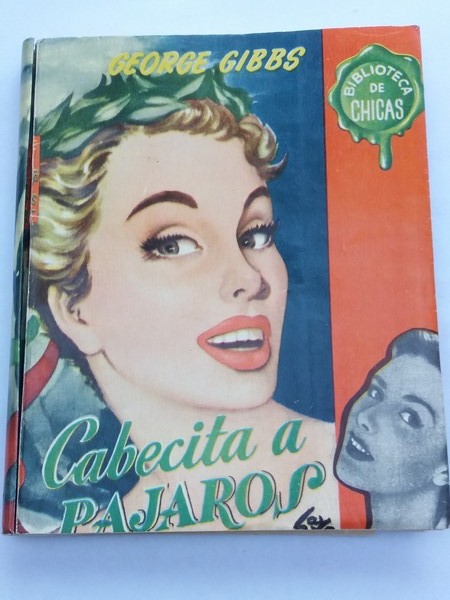 GEORGE GIBBS
BIBLIOTECA
DE
CHICAS
Cabecita a
PAJAROS